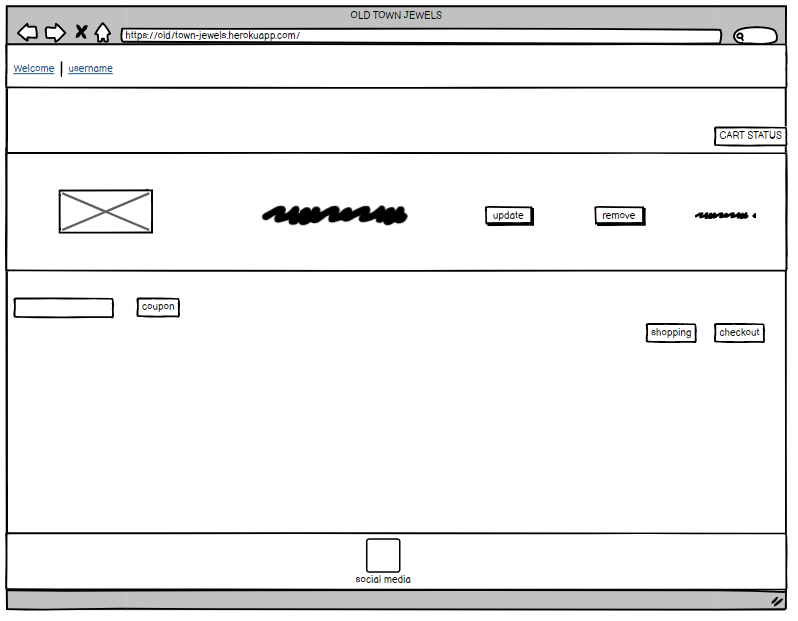 OLD TOWN JEWELS
https://old/town-jewels.herokuapp.com/
Welcome username
CART STATUS
update remove
coupon
shopping checkout
social media